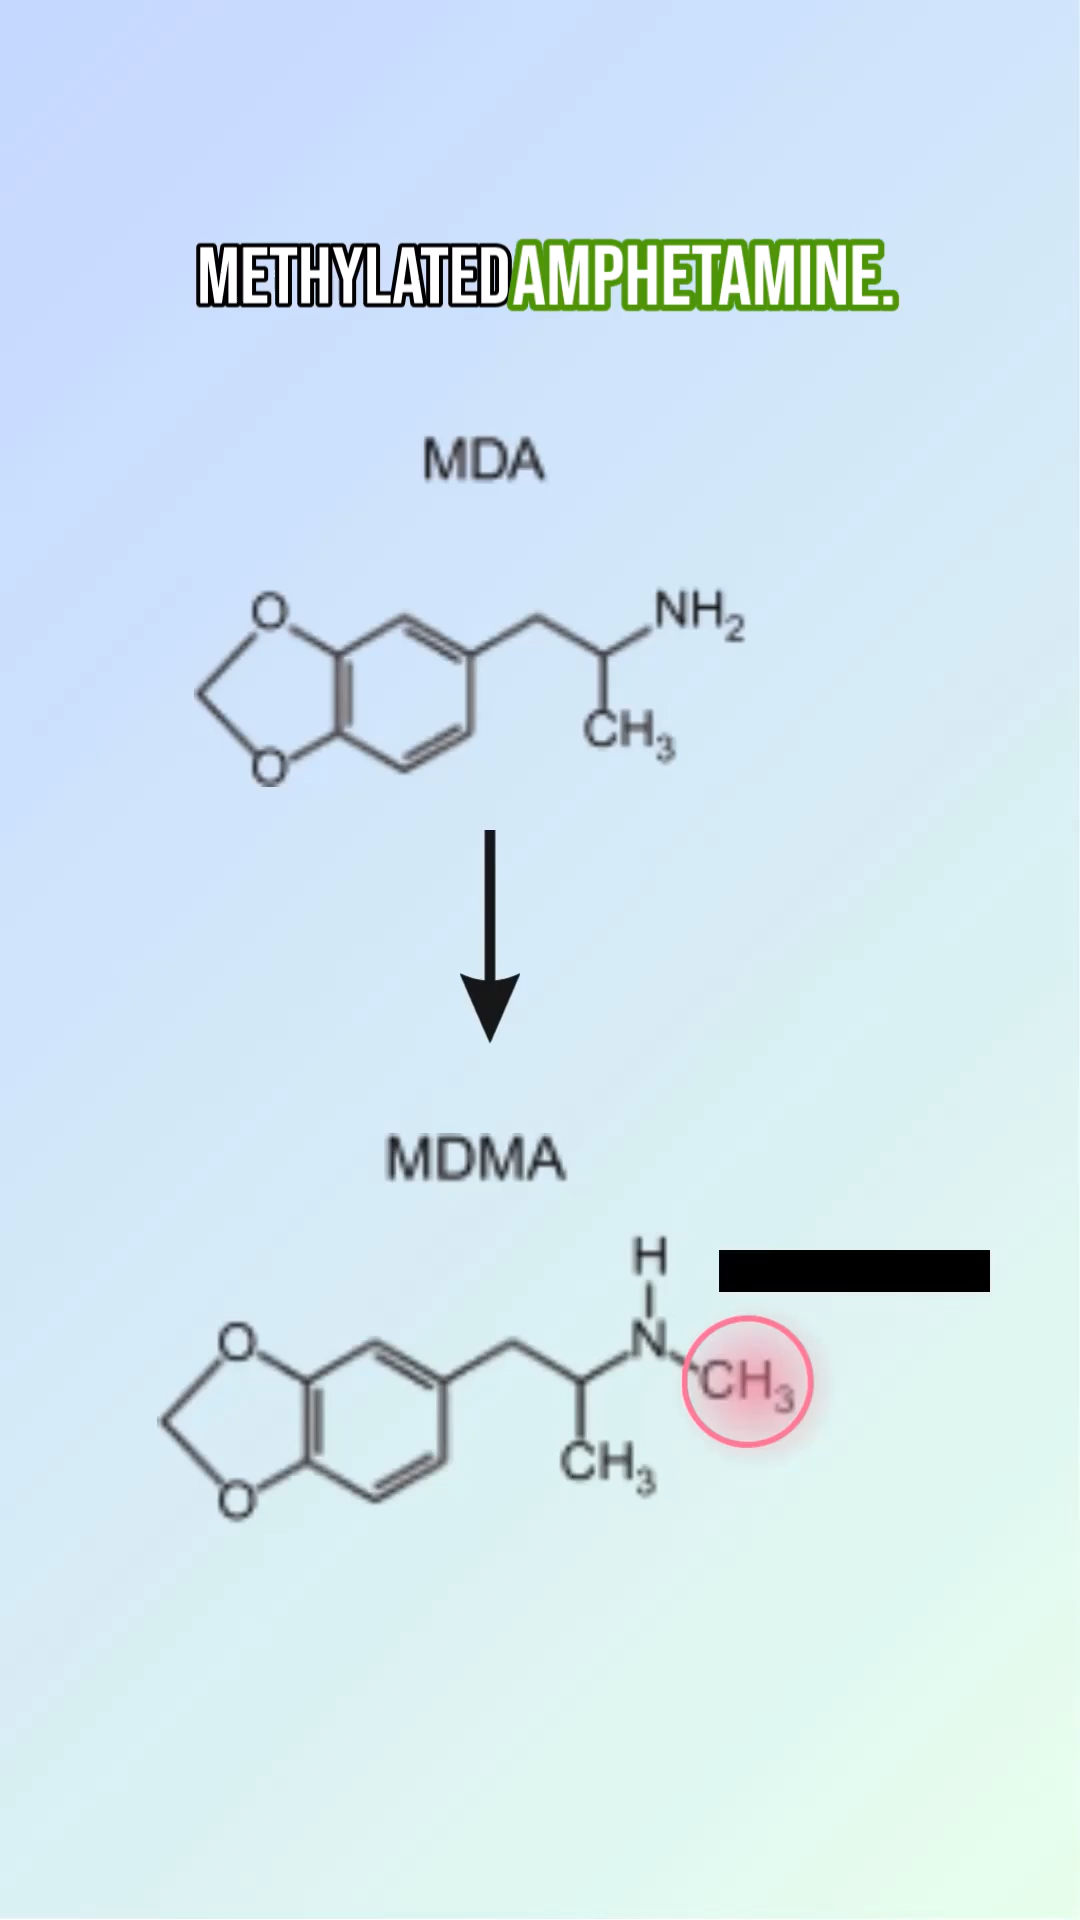 METHYLATED AMPHETAMINE.
MDA
O
NH₂
CH₃
O
MDMA
H
O
N
CH₃
CH₃
O